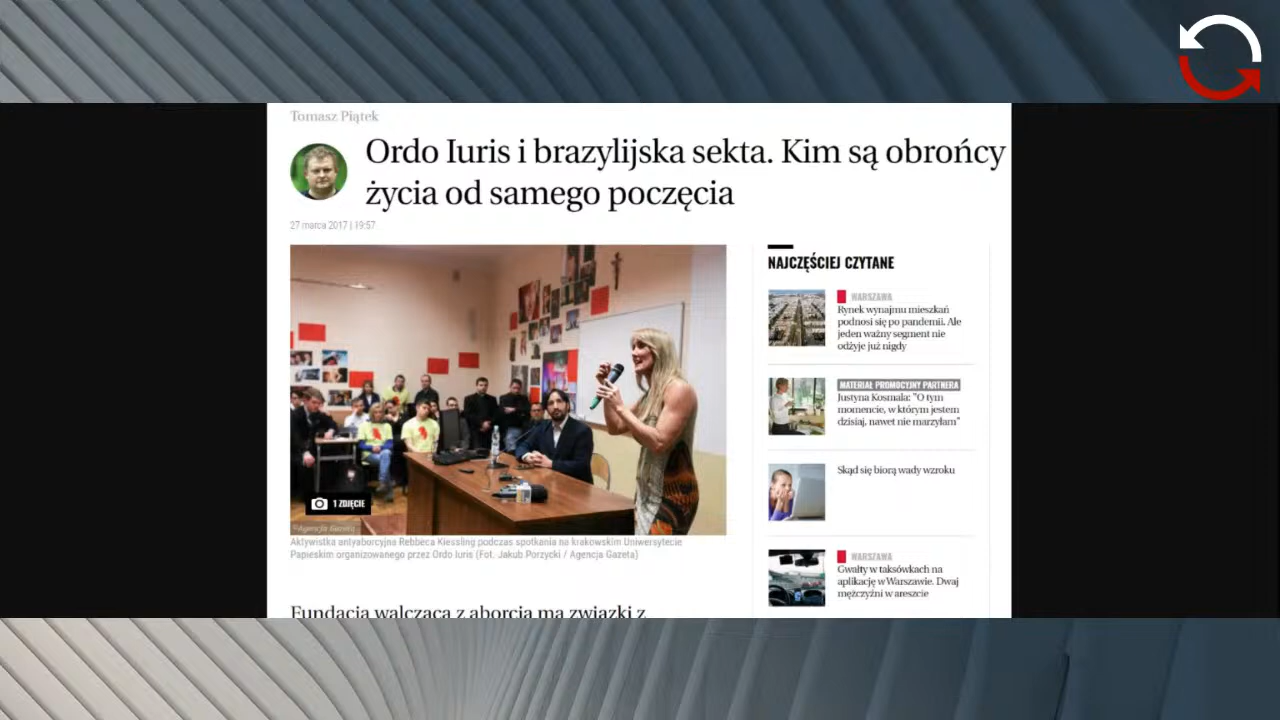 Tomasz Piątek
Ordo Iuris i brazylijska sekta. Kim są obrońcy
życia od samego poczęcia
27 marca 2017 | 19:57
1 ZDJĘCIE
Agencja Gazeta
Aktywistka antyaborcyjna Rebbeca Kiessling podczas spotkania na krakowskim Uniwersytecie
Papieskim organizowanego przez Ordo Iuris (Fot. Jakub Porzycki / Agencja Gazeta)
Fundacja walcząca z aborcją ma związki z
NAJCZĘŚCIEJ CZYTANE
WARSZAWA
Rynek wynajmu mieszkań
podnosi się po pandemii. Ale
jeden ważny segment nie
odżyje już nigdy
MATERIAŁ PROMOCYJNY PARTNERA
Justyna Kosmala: "O tym
momencie, w którym jestem
dzisiaj, nawet nie marzyłam"
Skąd się biorą wady wzroku
WARSZAWA
Gwałty w taksówkach na
aplikację w Warszawie. Dwaj
mężczyźni w areszcie